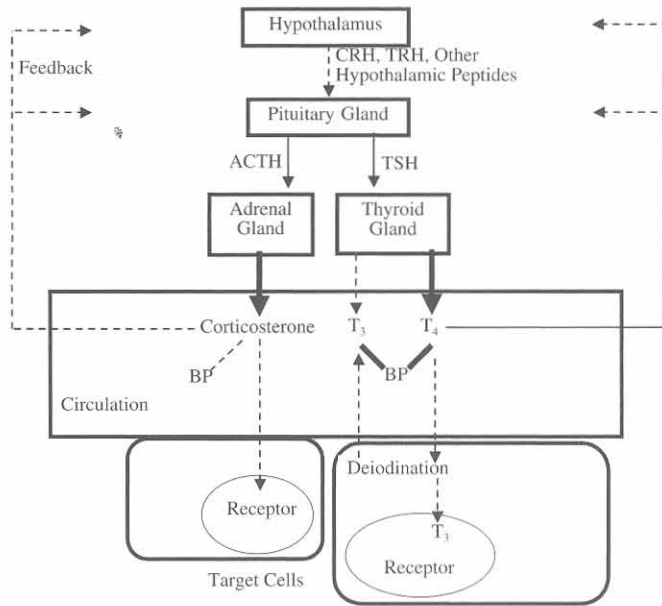 Hypothalamus
Feedback
CRH, TRH, Other
Hypothalamic Peptides
Pituitary Gland
ACTH
TSH
Adrenal
Gland
Thyroid
Gland
Corticosterone
T3
T4
BP
BP
Circulation
Deiodination
Receptor
T3
Receptor
Target Cells